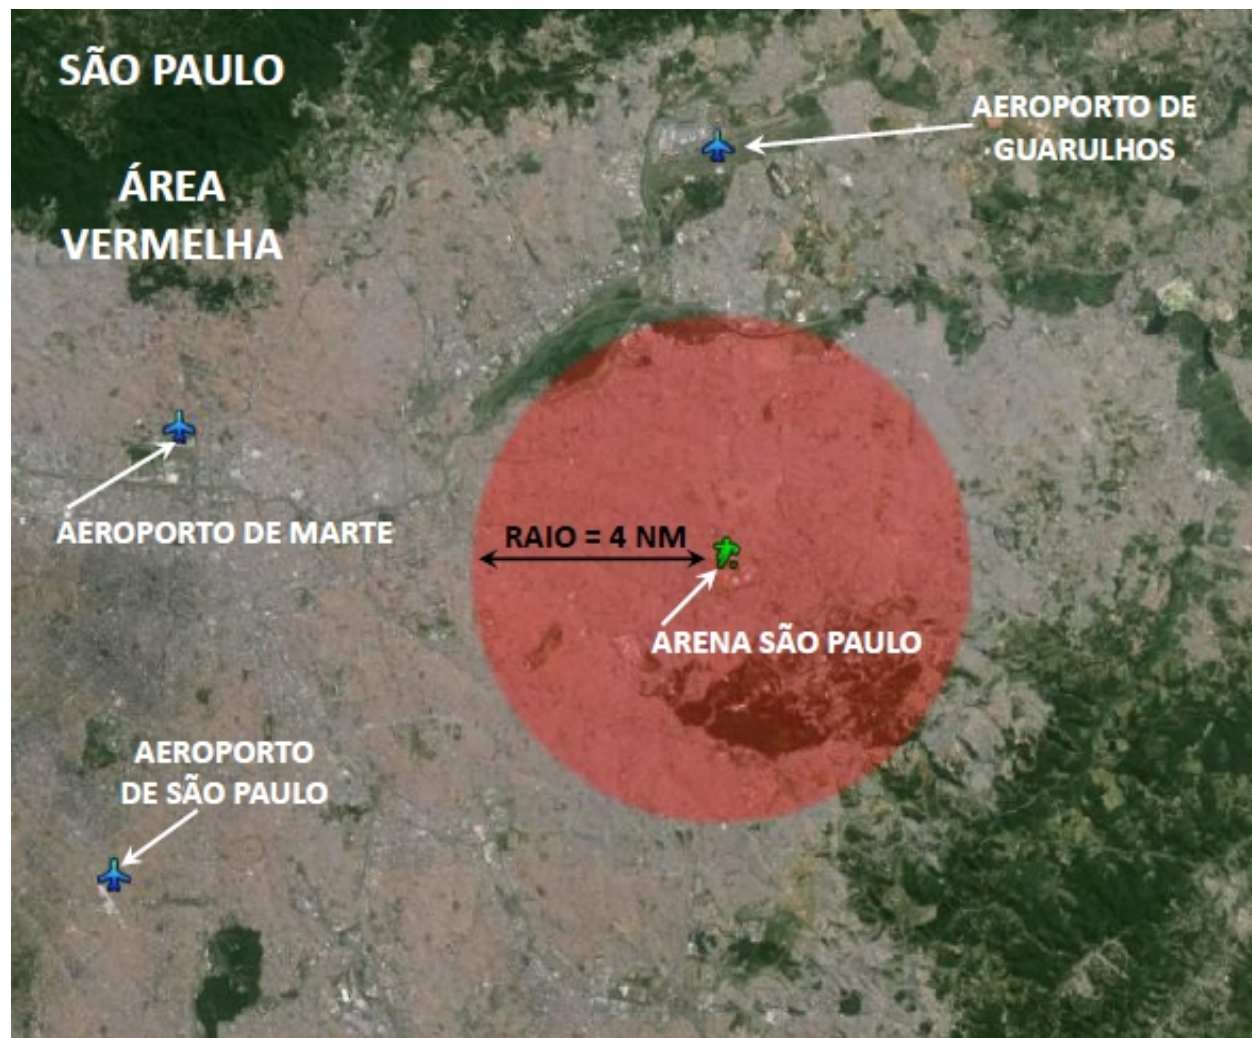 SÃO PAULO
ÁREA
VERMELHA
AEROPORTO DE
GUARULHOS
AEROPORTO DE MARTE
RAIO = 4 NM
ARENA SÃO PAULO
AEROPORTO
DE SÃO PAULO